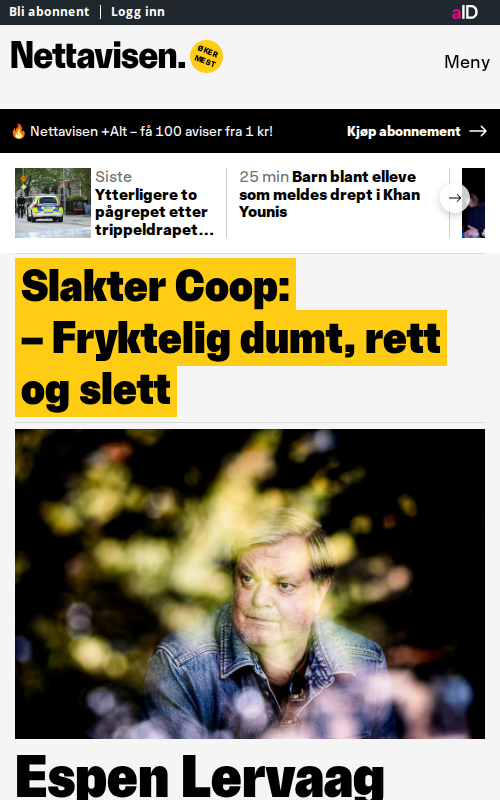 Bli abonnent
Logg inn
aID
Nettavisen.
ØKER
MEST
Meny
🔥 Nettavisen +Alt – få 100 aviser fra 1 kr!
Kjøp abonnement
Siste
Ytterligere to
pågrepet etter
trippeldrapet...
25 min Barn blant elleve
som meldes drept i Khan
Younis
Slakter Coop:
– Fryktelig dumt, rett
og slett
Espen Lervaag